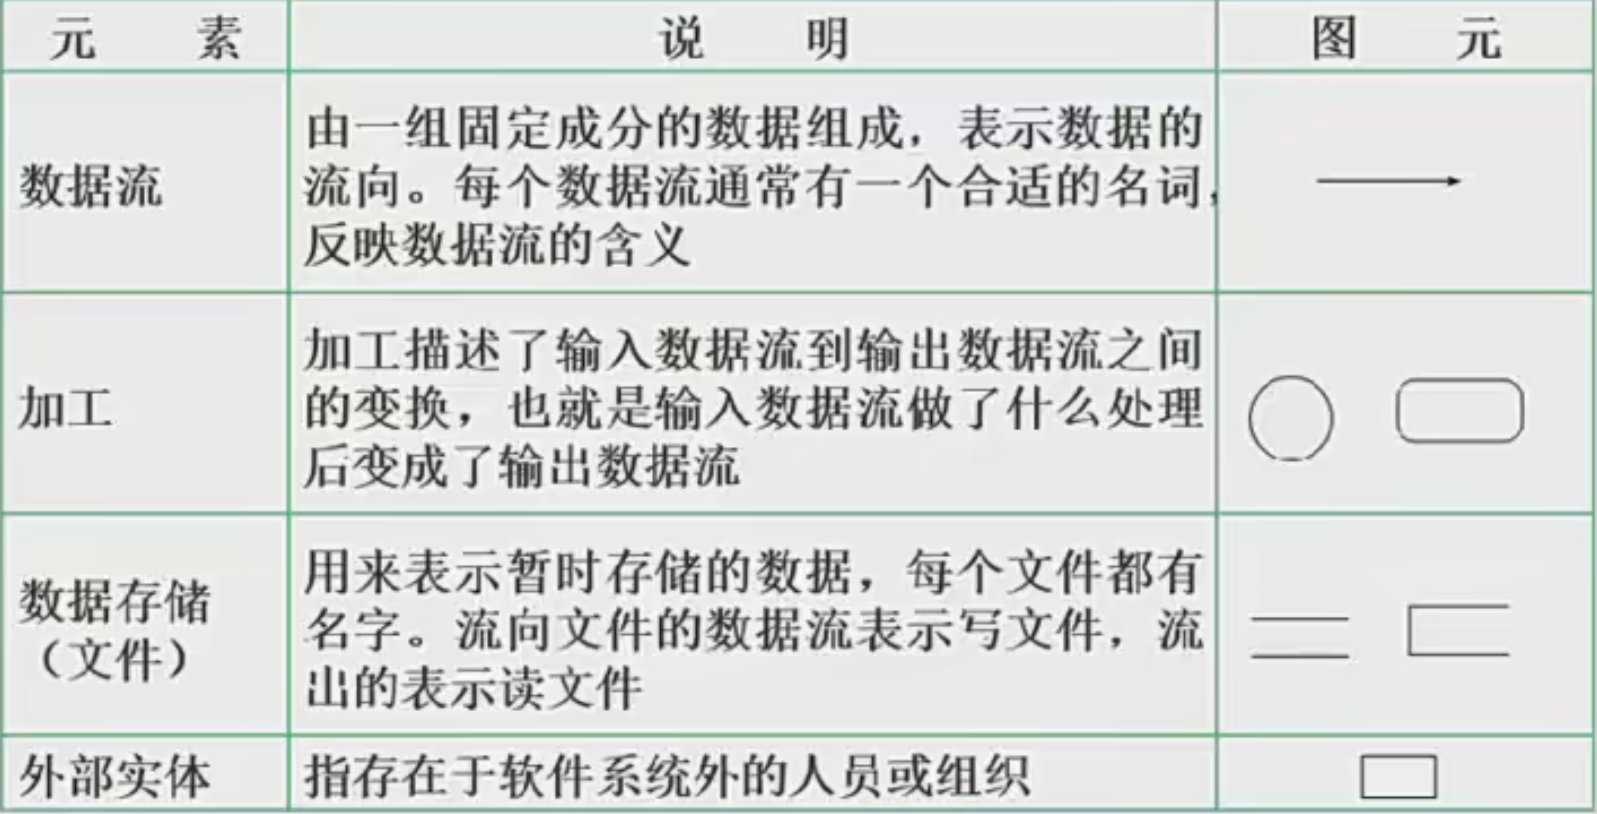 元 素
说 明
图 元
数据流
由一组固定成分的数据组成，表示数据的
流向。每个数据流通常有一个合适的名词，
反映数据流的含义
加工
加工描述了输入数据流到输出数据流之间
的变换，也就是输入数据流做了什么处理
后变成了输出数据流
数据存储
（文件）
用来表示暂时存储的数据，每个文件都有
名字。流向文件的数据流表示写文件，流
出的表示读文件
外部实体
指存在于软件系统外的人员或组织